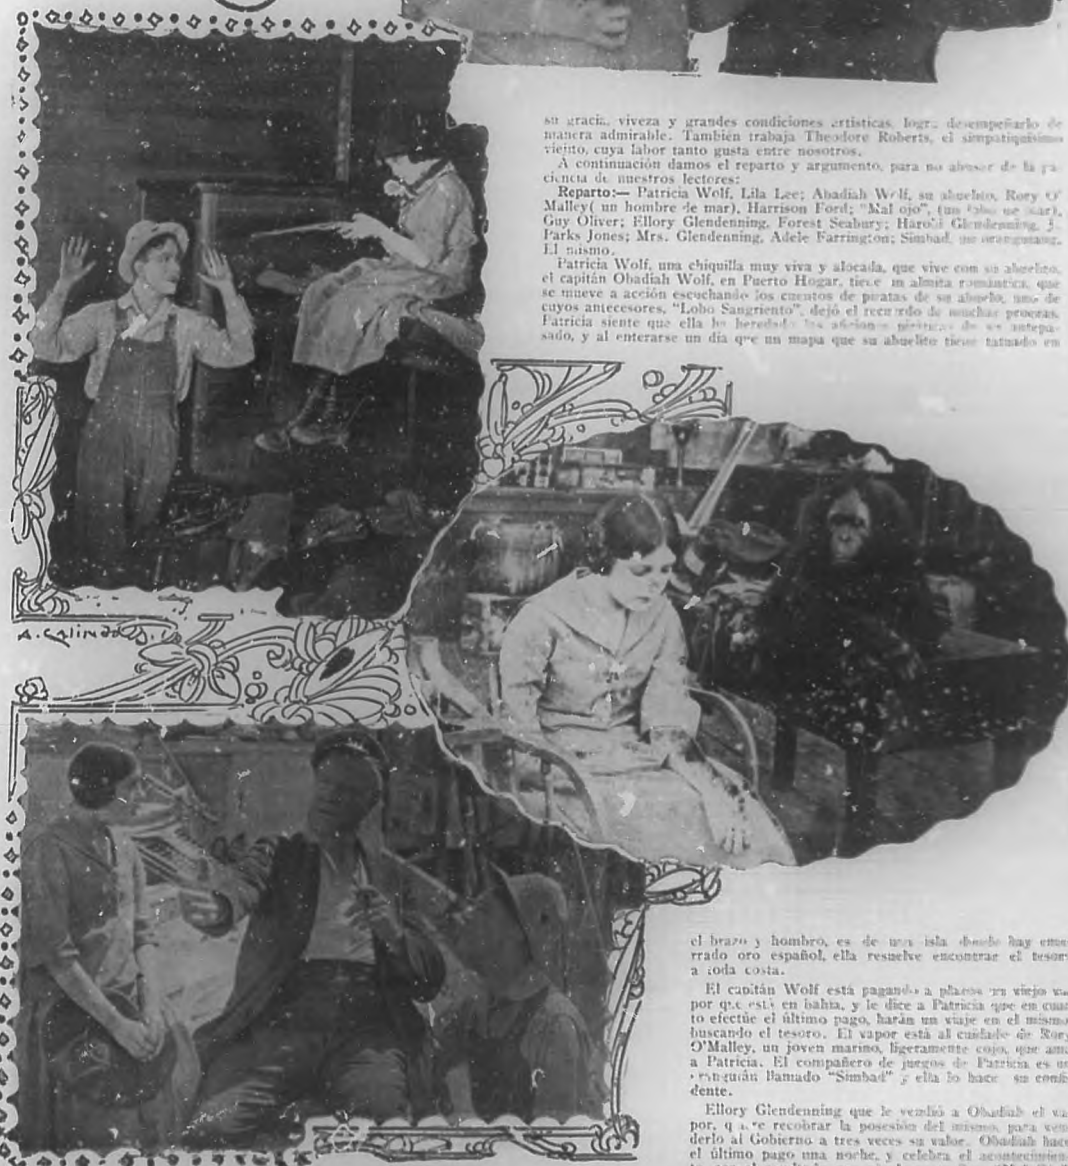 su gracia, viveza y grandes condiciones artísticas, logra desempeñarlo de
manera admirable. También trabaja Theodore Roberts, el simpatiquísimo
viejito, cuya labor tanto gusta entre nosotros.
A continuación damos el reparto y argumento, para no abusar de la pa-
ciencia de nuestros lectores:
Reparto:— Patricia Wolf, Lila Lee; Abadiah Wolf, su abuelito, Rory O'
Malley( un hombre de mar), Harrison Ford; "Mal ojo", (un lobo de mar),
Guy Oliver; Ellory Glendenning, Forest Seabury; Harold Glendenning, J.
Parks Jones; Mrs. Glendenning, Adele Farrington; Simbad, un orangutang,
El mismo.
Patricia Wolf, una chiquilla muy viva y alocada, que vive con su abuelito,
el capitán Obadiah Wolf, en Puerto Hogar, tiene un almita romántica, que
se mueve a acción escuchando los cuentos de piratas de su abuelo, uno de
cuyos antecesores, "Lobo Sangriento", dejó el recuerdo de muchas proezas.
Patricia siente que ella ha heredado las de su antepa-
sado, y al enterarse un día que un mapa que su abuelito tiene tatuado en
A. Galindo
el brazo y hombro, es de una isla donde hay ente-
rrado oro español, ella resuelve encontrar el tesoro
a toda costa.
El capitán Wolf está pagando a plazos un viejo va-
por que está en bahía, y le dice a Patricia que en cuan
to efectúe el último pago, harán un viaje en el mismo
buscando el tesoro. El vapor está al cuidado de Rory
O'Malley, un joven marino, ligeramente cojo, que ama
a Patricia. El compañero de juegos de Patricia es un
llamado "Simbad" y ella lo hace su confi
dente.
Ellory Glendenning que le vendió a Obadiah el va-
por, recobrar la posesión del mismo, para ven
derlo al Gobierno a tres veces su valor. Obadiah hace
el último pago una noche, y celebra el acontecimien-